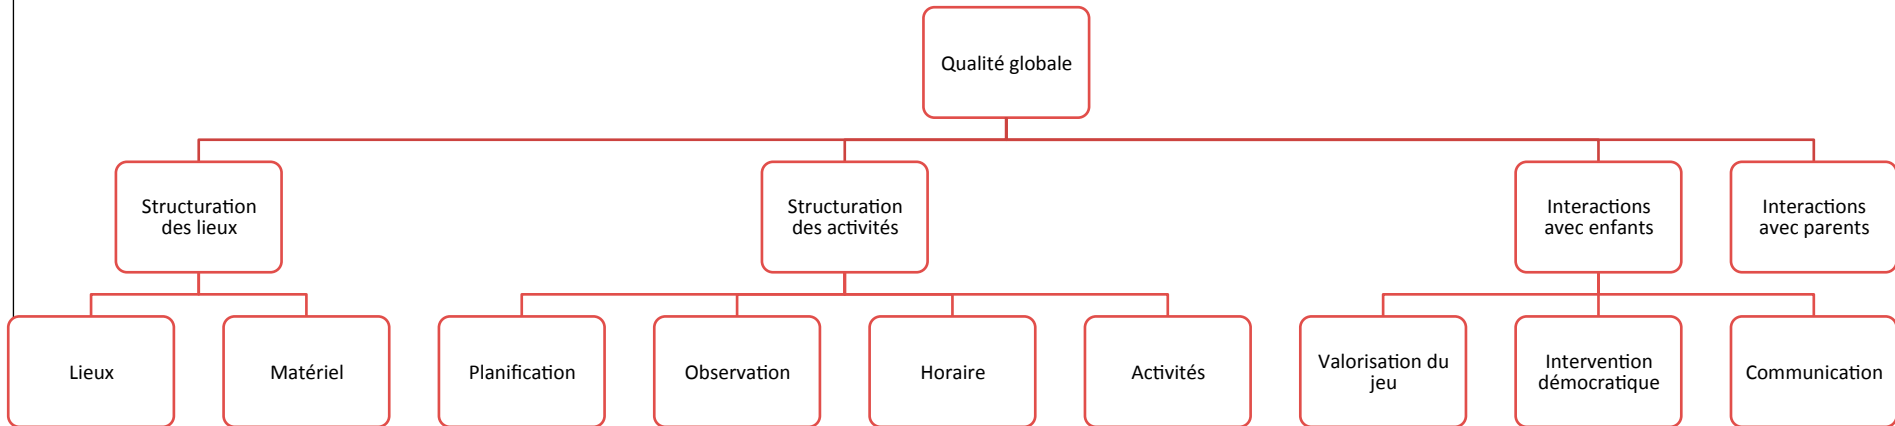 Qualité globale
Structuration
des lieux
Structuration
des activités
Interactions
avec enfants
Interactions
avec parents
Lieux
Matériel
Planification
Observation
Horaire
Activités
Valorisation du
jeu
Intervention
démocratique
Communication